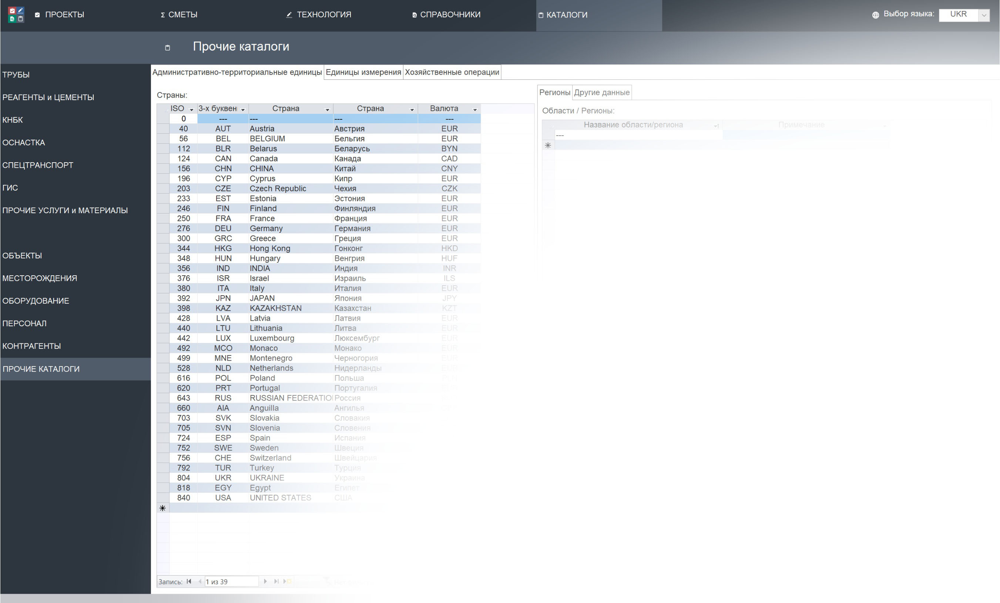 ПРОЕКТЫ
Σ СМЕТЫ
ТЕХНОЛОГИЯ
СПРАВОЧНИКИ
КАТАЛОГИ
Выбор языка: UKR
Прочие каталоги
ТРУБЫ
РЕАГЕНТЫ и ЦЕМЕНТЫ
КНБК
ОСНАСТКА
СПЕЦТРАНСПОРТ
ГИС
ПРОЧИЕ УСЛУГИ и МАТЕРИАЛЫ
ОБЪЕКТЫ
МЕСТОРОЖДЕНИЯ
ОБОРУДОВАНИЕ
ПЕРСОНАЛ
КОНТРАГЕНТЫ
ПРОЧИЕ КАТАЛОГИ
Административно-территориальные единицы Единицы измерения Хозяйственные операции
Страны:
ISO 3-х буквен Страна Страна Валюта
0 --- --- --- ---
40 AUT Austria Австрия EUR
56 BEL BELGIUM Бельгия EUR
112 BLR Belarus Беларусь BYN
124 CAN Canada Канада CAD
156 CHN CHINA Китай CNY
196 CYP Cyprus Кипр EUR
203 CZE Czech Republic Чехия CZK
233 EST Estonia Эстония EUR
246 FIN Finland Финляндия EUR
250 FRA France Франция EUR
276 DEU Germany Германия EUR
300 GRC Greece Греция EUR
344 HKG Hong Kong Гонконг HKD
348 HUN Hungary Венгрия HUF
356 IND INDIA Индия INR
376 ISR Israel Израиль ILS
380 ITA Italy Италия EUR
392 JPN JAPAN Япония JPY
398 KAZ KAZAKHSTAN Казахстан KZT
428 LVA Latvia Латвия EUR
440 LTU Lithuania Литва EUR
442 LUX Luxembourg Люксембург EUR
492 MCO Monaco Монако EUR
499 MNE Montenegro Черногория EUR
528 NLD Netherlands Нидерланды EUR
616 POL Poland Польша
620 PRT Portugal Португалия
643 RUS RUSSIAN FEDERATIO Россия
660 AIA Anguilla Ангилья
703 SVK Slovakia Словакия
705 SVN Slovenia Словения
724 ESP Spain Испания
752 SWE Sweden Швеция
756 CHE Switzerland Швейцария
792 TUR Turkey Турция
804 UKR UKRAINE Украина
818 EGY Egypt Египет
840 USA UNITED STATES США
Запись: 1 из 39
Регионы Другие данные
Области / Регионы:
Название области/региона Примечание
---